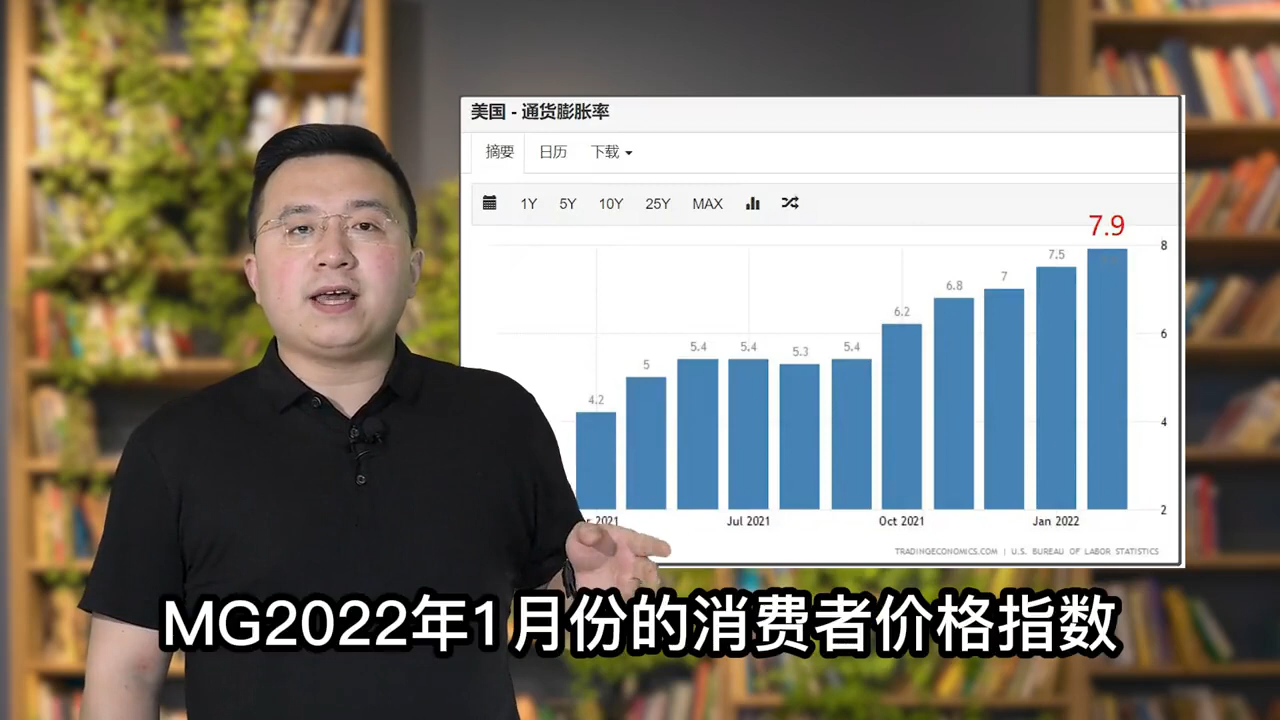 美国 - 通货膨胀率
摘要 日历 下载
1Y 5Y 10Y 25Y MAX
7.9
8
7.5
7
6.8
6.2
6
5.4 5.4 5.3 5.4
5
4.2
4
2
r 2021 Jul 2021 Oct 2021 Jan 2022
TRADINGECONOMICS.COM | U.S. BUREAU OF LABOR STATISTICS
MG2022年1月份的消费者价格指数